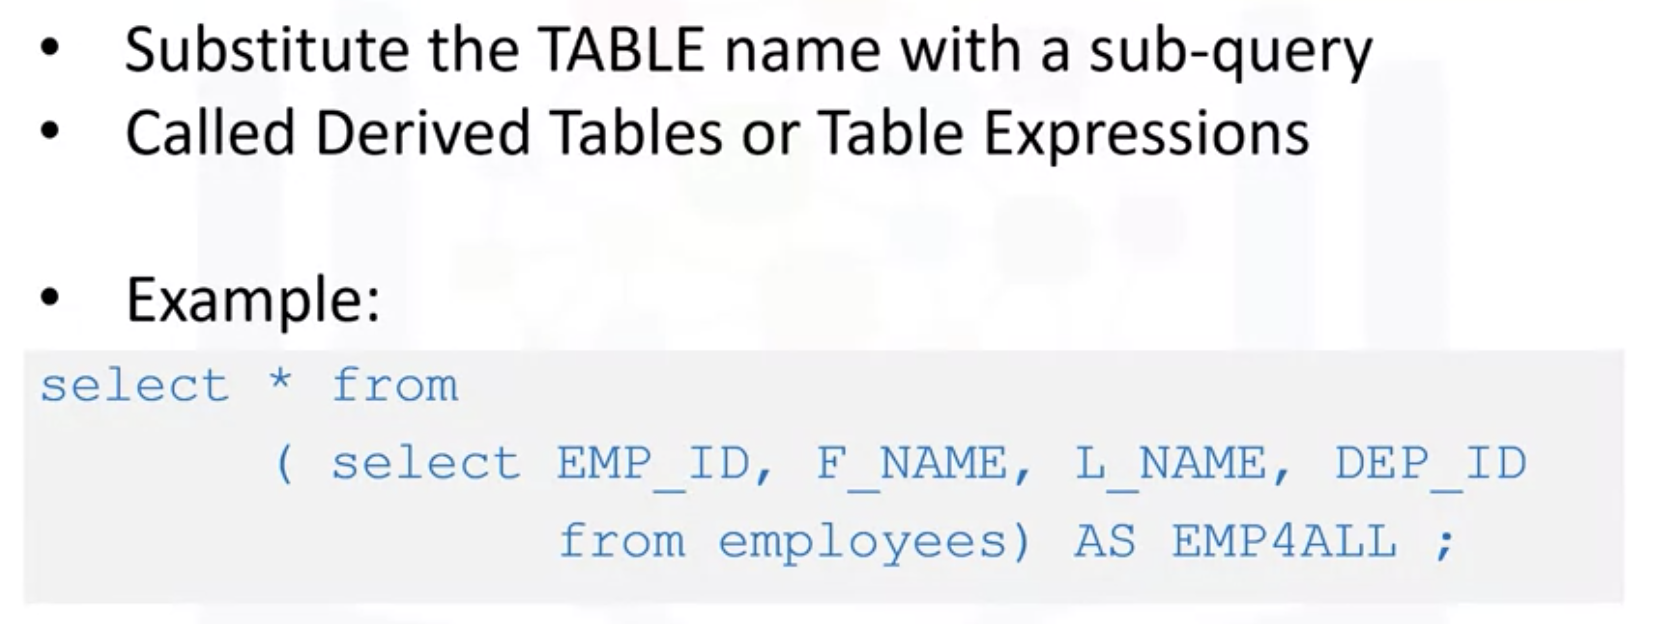 • Substitute the TABLE name with a sub-query
• Called Derived Tables or Table Expressions
• Example:
select * from
( select EMP_ID, F_NAME, L_NAME, DEP_ID
from employees) AS EMP4ALL ;